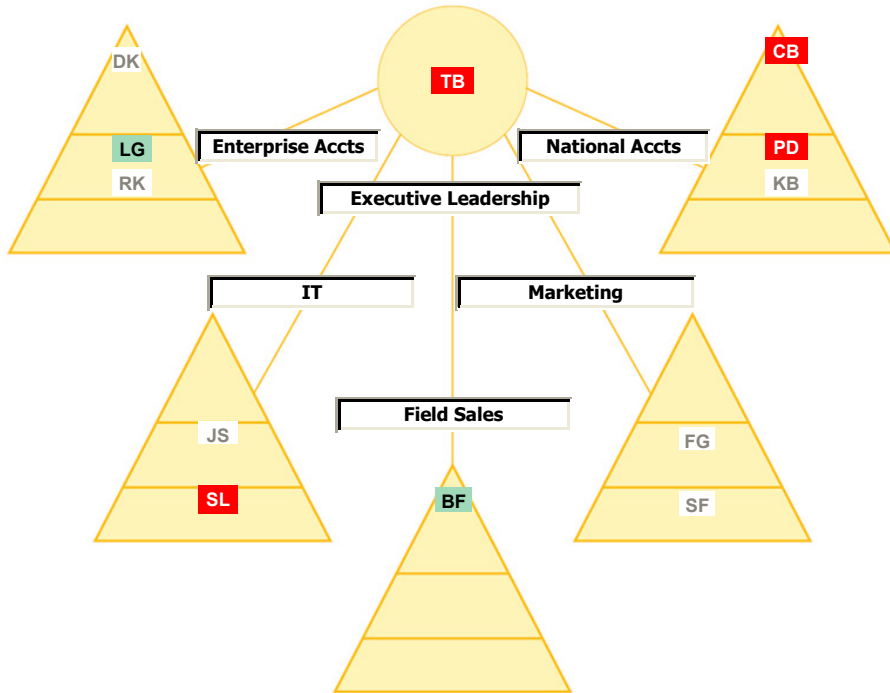 TB
DK
CB
Enterprise Accts
National Accts
LG
PD
RK
KB
Executive Leadership
IT
Marketing
Field Sales
JS
FG
SL
BF
SF